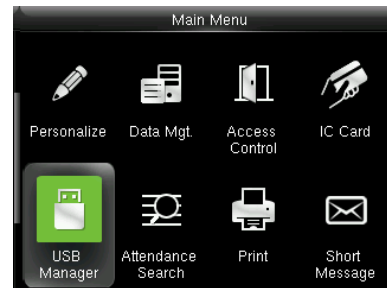 Main Menu
Personalize
Data Mgt.
Access
Control
IC Card
USB
Manager
Attendance
Search
Print
Short
Message